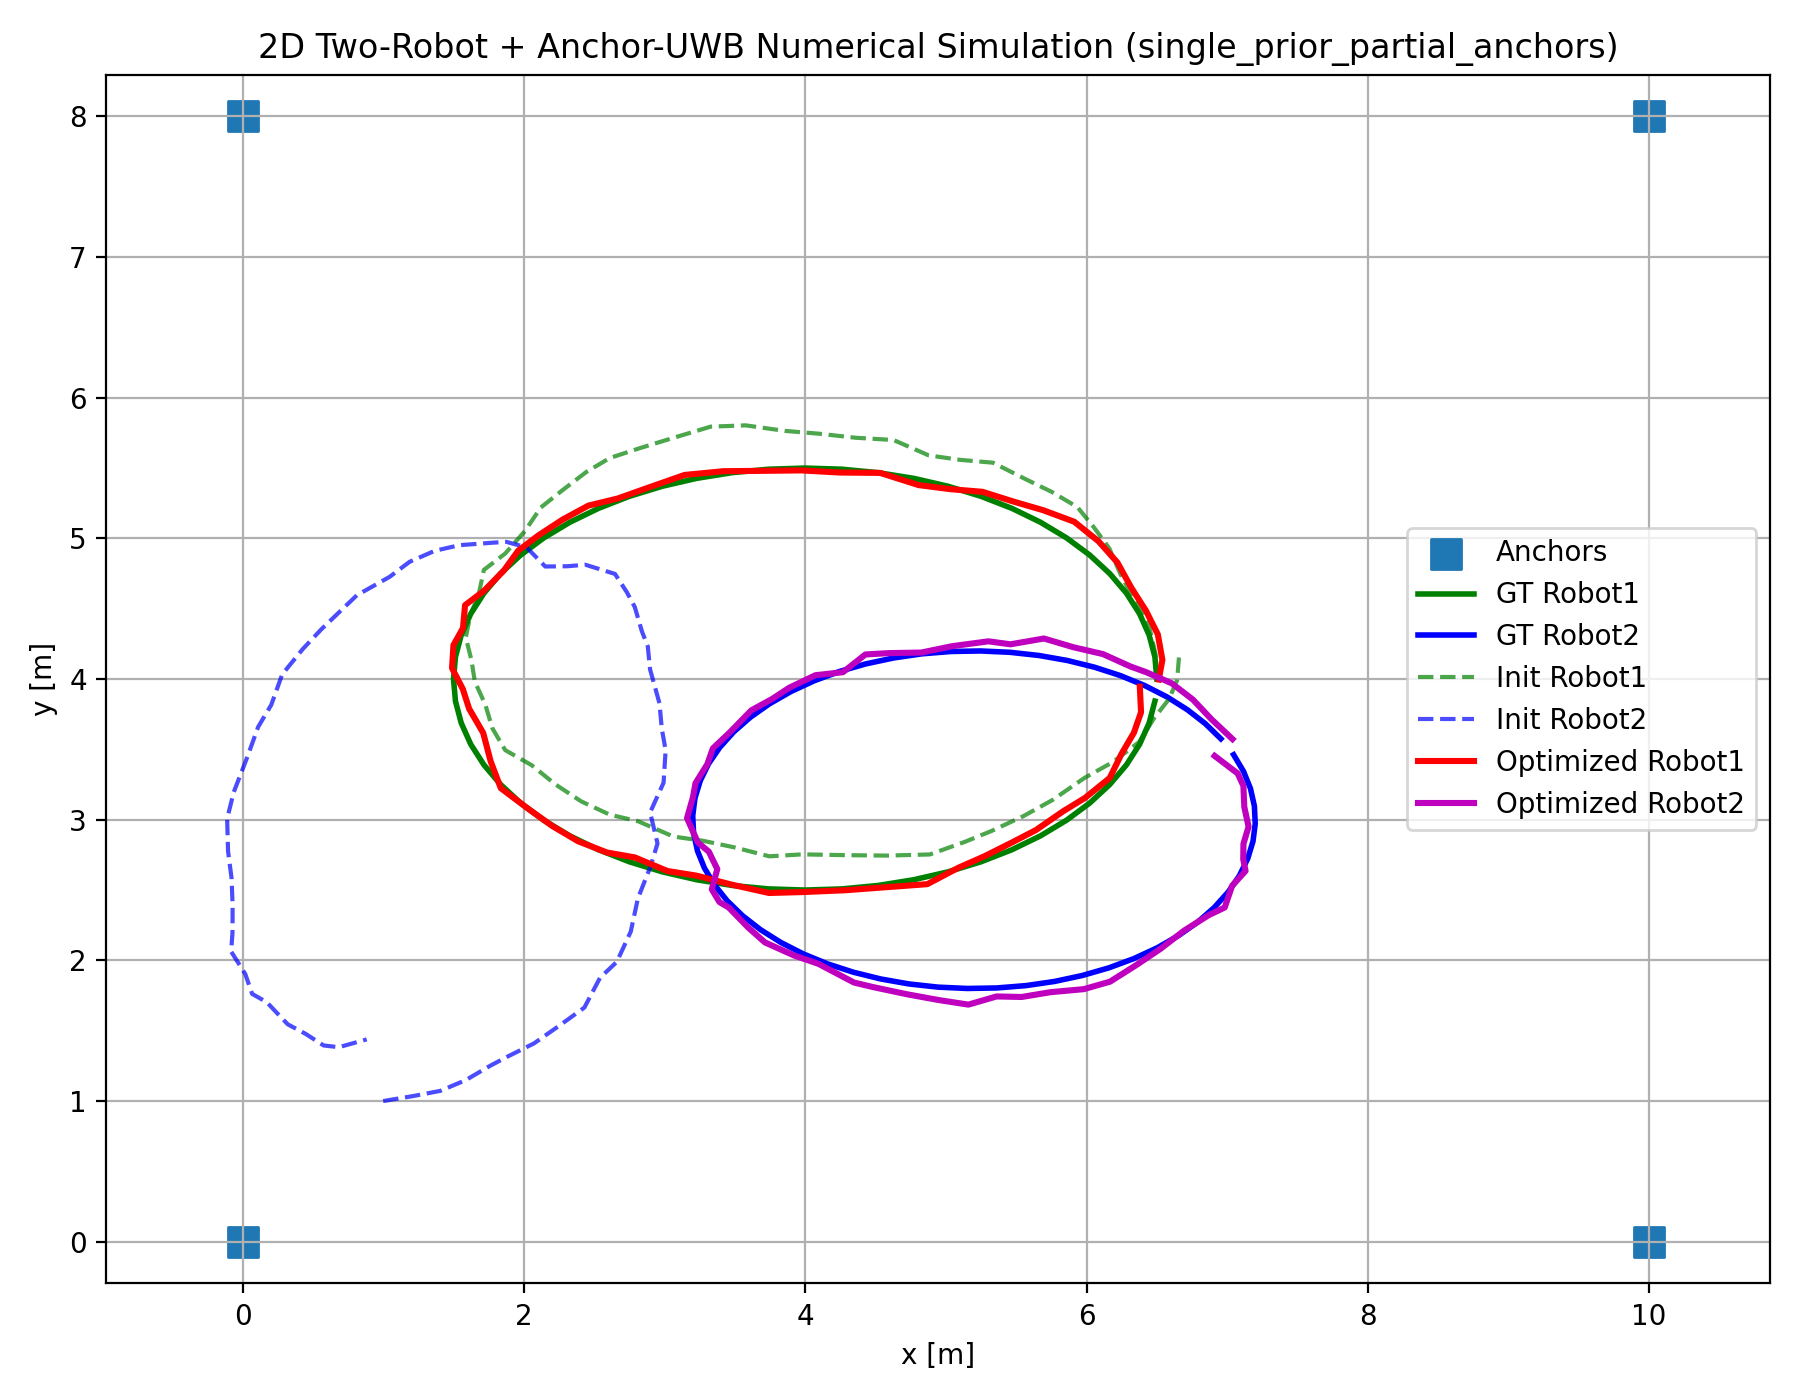 2D Two-Robot + Anchor-UWB Numerical Simulation (single_prior_partial_anchors)
8
7
6
5
4
3
2
1
0
y [m]
Anchors
GT Robot1
GT Robot2
Init Robot1
Init Robot2
Optimized Robot1
Optimized Robot2
0 2 4 6 8 10
x [m]